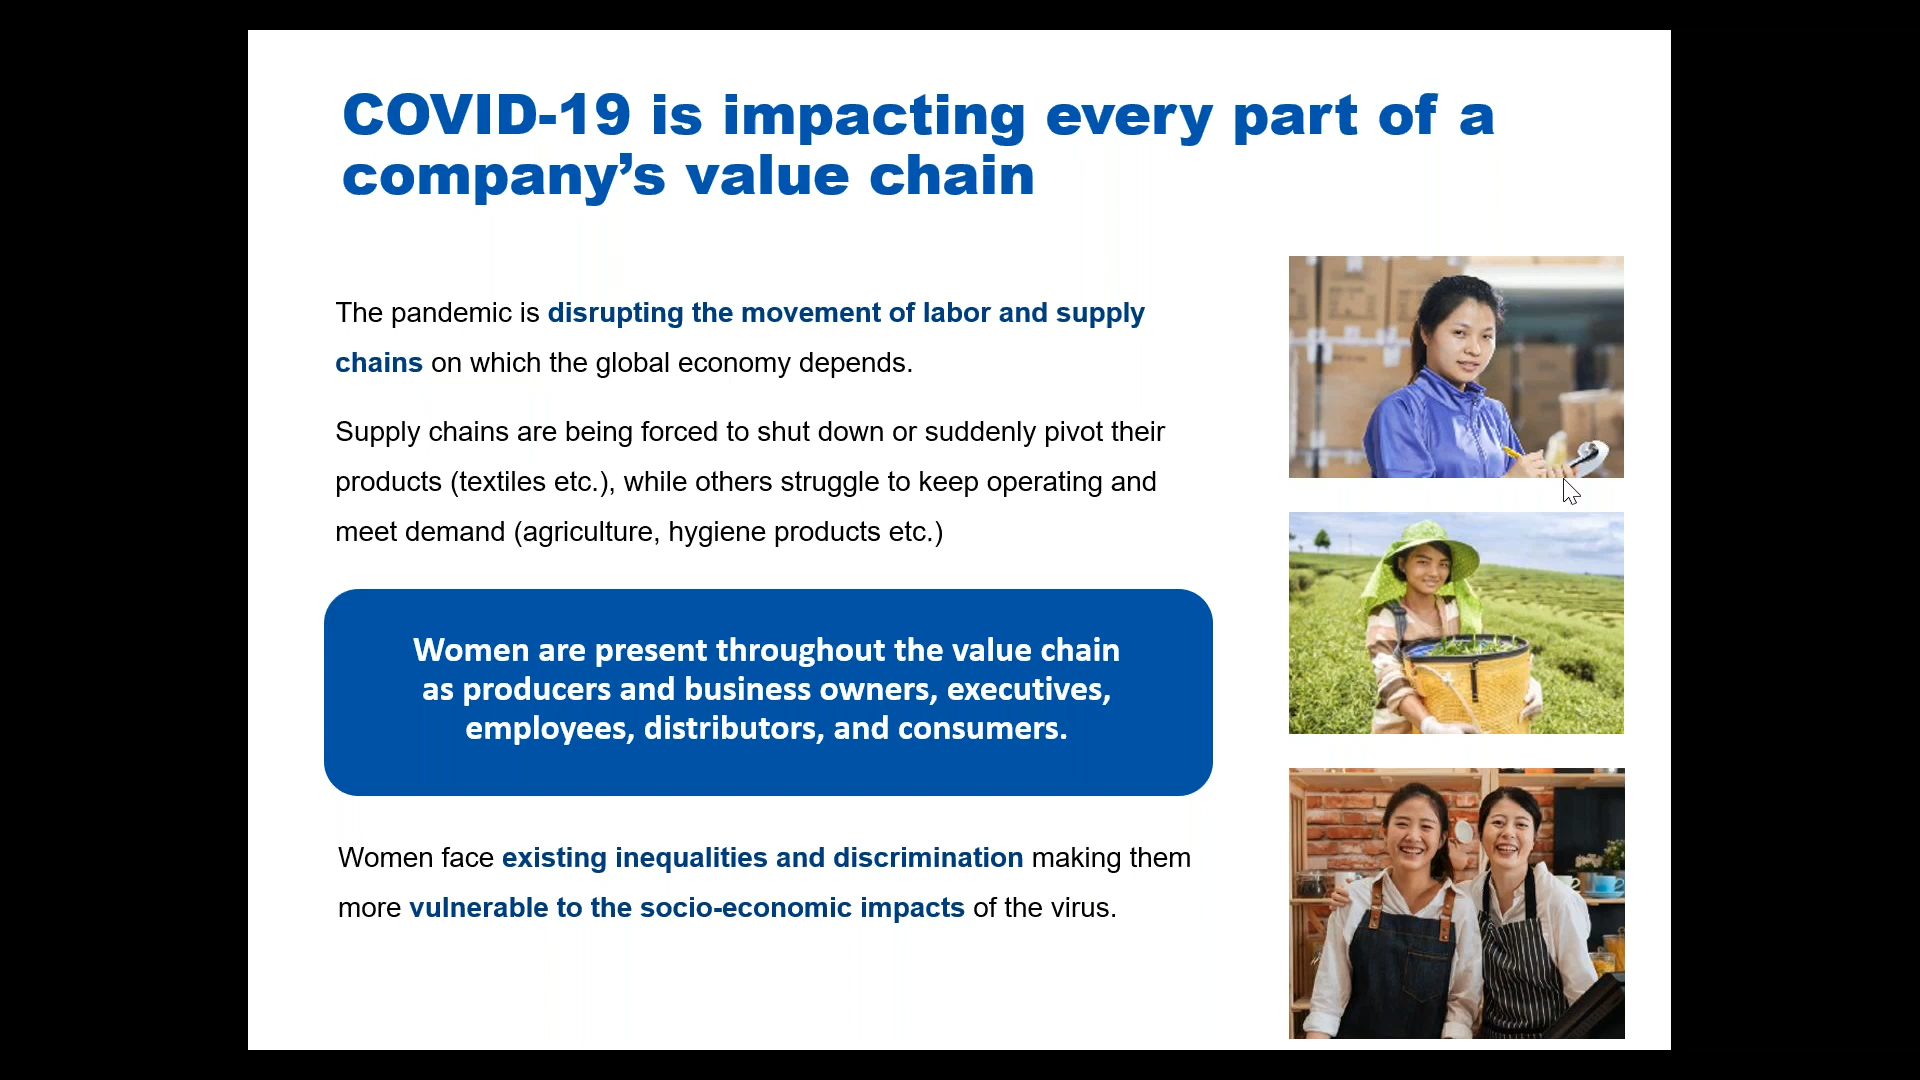 COVID-19 is impacting every part of a
company’s value chain
The pandemic is disrupting the movement of labor and supply
chains on which the global economy depends.
Supply chains are being forced to shut down or suddenly pivot their
products (textiles etc.), while others struggle to keep operating and
meet demand (agriculture, hygiene products etc.)
Women are present throughout the value chain
as producers and business owners, executives,
employees, distributors, and consumers.
Women face existing inequalities and discrimination making them
more vulnerable to the socio-economic impacts of the virus.